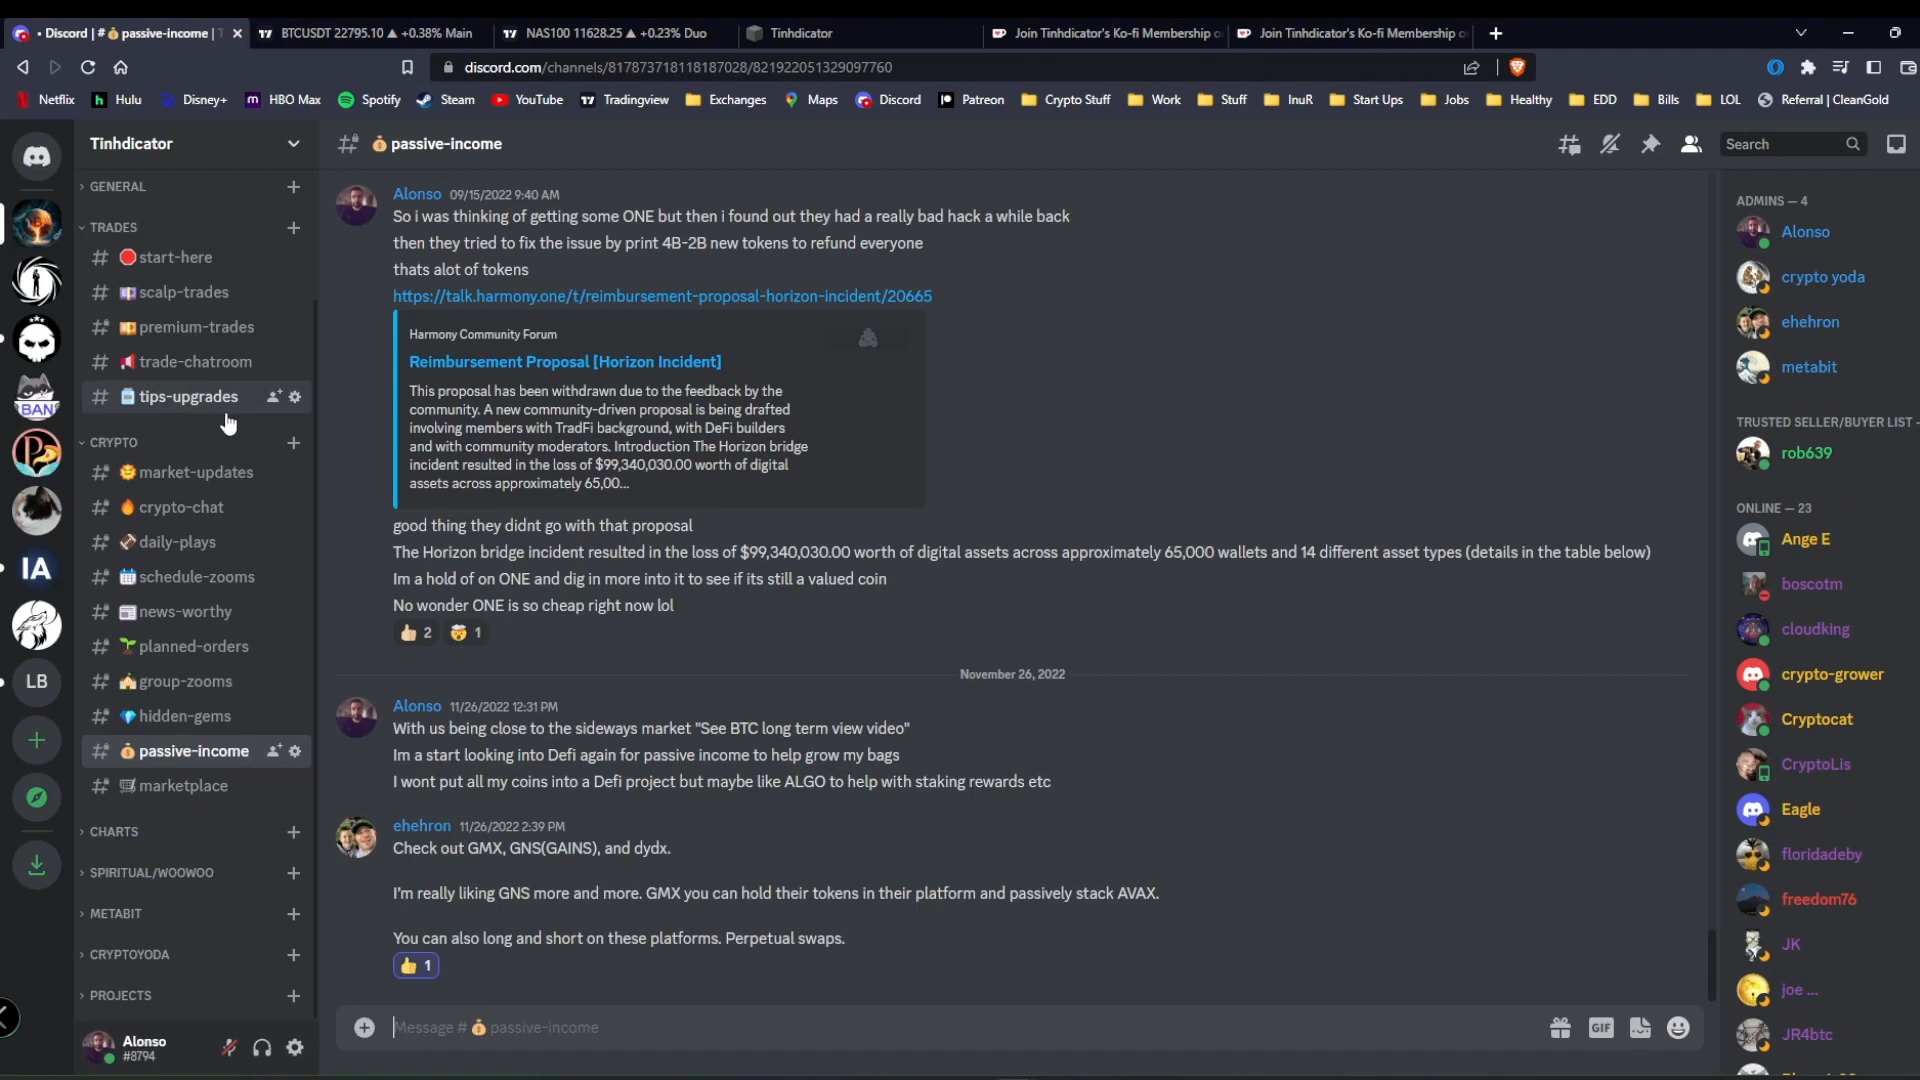 • Discord | # passive-income |
BTCUSDT 22795.10 ▲ +0.38% Main
NAS100 11628.25 ▲ +0.23% Duo
Tinhdicator
Join Tinhdicator's Ko-fi Membership o
Join Tinhdicator's Ko-fi Membership o
discord.com/channels/817873718118187028/821922051329097760
Netflix
Hulu
Disney+
HBO Max
Spotify
Steam
YouTube
Tradingview
Exchanges
Maps
Discord
Patreon
Crypto Stuff
Work
Stuff
InuR
Start Ups
Jobs
Healthy
EDD
Bills
LOL
Referral | CleanGold
BAN
IA
LB
Tinhdicator
GENERAL
TRADES
start-here
scalp-trades
premium-trades
trade-chatroom
tips-upgrades
CRYPTO
market-updates
crypto-chat
daily-plays
schedule-zooms
news-worthy
planned-orders
group-zooms
hidden-gems
passive-income
marketplace
CHARTS
SPIRITUAL/WOOWOO
METABIT
CRYPTOYODA
PROJECTS
Alonso
#8794
passive-income
Search
Alonso 09/15/2022 9:40 AM
So i was thinking of getting some ONE but then i found out they had a really bad hack a while back
then they tried to fix the issue by print 4B-2B new tokens to refund everyone
thats alot of tokens
https://talk.harmony.one/t/reimbursement-proposal-horizon-incident/20665
Harmony Community Forum
Reimbursement Proposal [Horizon Incident]
This proposal has been withdrawn due to the feedback by the
community. A new community-driven proposal is being drafted
involving members with TradFi background, with DeFi builders
and with community moderators. Introduction The Horizon bridge
incident resulted in the loss of $99,340,030.00 worth of digital
assets across approximately 65,00...
good thing they didnt go with that proposal
The Horizon bridge incident resulted in the loss of $99,340,030.00 worth of digital assets across approximately 65,000 wallets and 14 different asset types (details in the table below)
Im a hold of on ONE and dig in more into it to see if its still a valued coin
No wonder ONE is so cheap right now lol
2
1
November 26, 2022
Alonso 11/26/2022 12:31 PM
With us being close to the sideways market "See BTC long term view video"
Im a start looking into Defi again for passive income to help grow my bags
I wont put all my coins into a Defi project but maybe like ALGO to help with staking rewards etc
ehehron 11/26/2022 2:39 PM
Check out GMX, GNS(GAINS), and dydx.
I'm really liking GNS more and more. GMX you can hold their tokens in their platform and passively stack AVAX.
You can also long and short on these platforms. Perpetual swaps.
1
Message # passive-income
GIF
ADMINS — 4
Alonso
crypto yoda
ehehron
metabit
TRUSTED SELLER/BUYER LIST -
rob639
ONLINE — 23
Ange E
boscotm
cloudking
crypto-grower
Cryptocat
CryptoLis
Eagle
floridadeby
freedom76
JK
joe ...
JR4btc